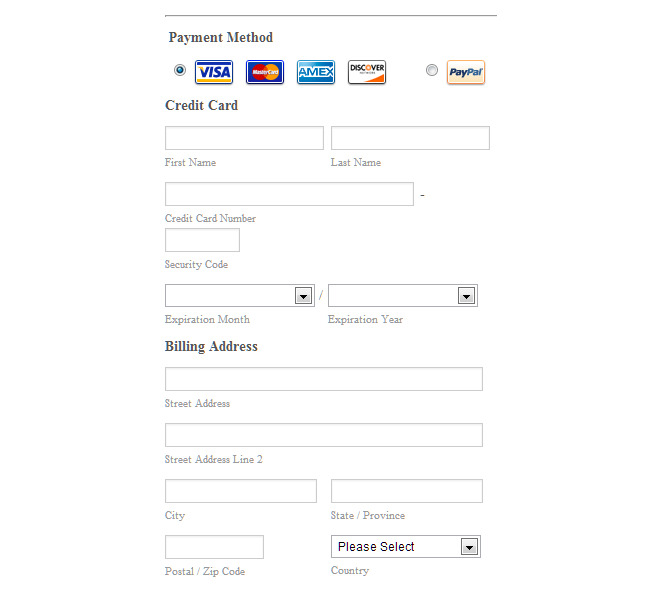 Payment Method
VISA MasterCard AMEX DISCOVER PayPal
Credit Card
First Name Last Name
-
Credit Card Number
Security Code
/
Expiration Month Expiration Year
Billing Address
Street Address
Street Address Line 2
City State / Province
Please Select
Postal / Zip Code Country